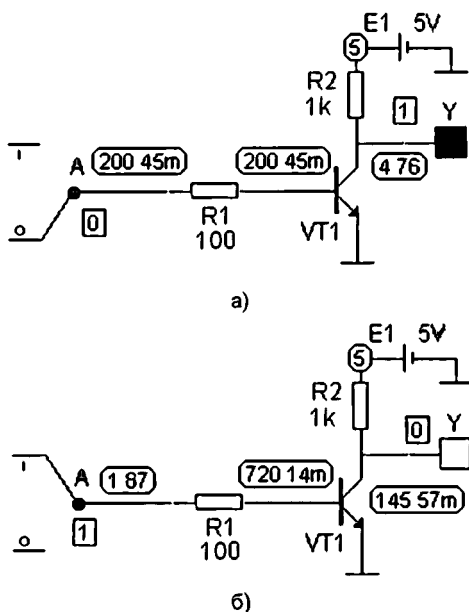 E1 5V
5
R2
1k
1 Y
A 200 45m 200 45m
4 76
0
R1
100
VT1
а)
E1 5V
5
R2
1k
0 Y
A 1 87 720 14m
145 57m
1
R1
100
VT1
б)